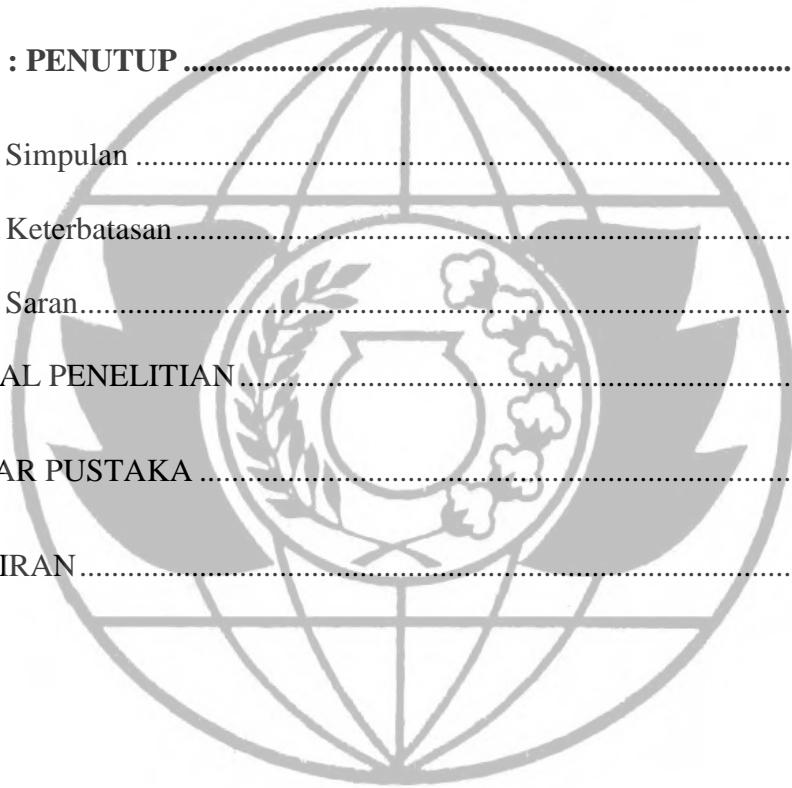 : PENUTUP ...............................................................................
Simpulan ...................................................................................
Keterbatasan..............................................................................
Saran..........................................................................................
AL PENELITIAN......................................................................
AR PUSTAKA ...........................................................................
IRAN..........................................................................................